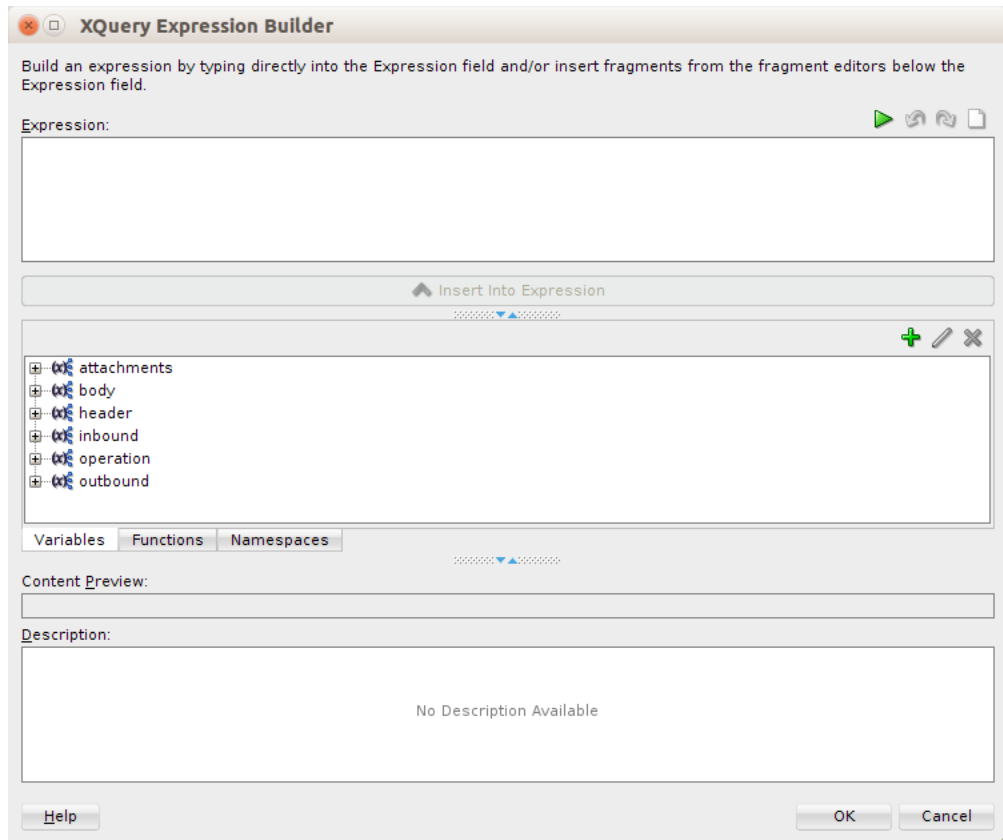 XQuery Expression Builder
Build an expression by typing directly into the Expression field and/or insert fragments from the fragment editors below the
Expression field.
Expression:
Insert Into Expression
attachments
body
header
inbound
operation
outbound
Variables Functions Namespaces
Content Preview:
Description:
No Description Available
Help OK Cancel